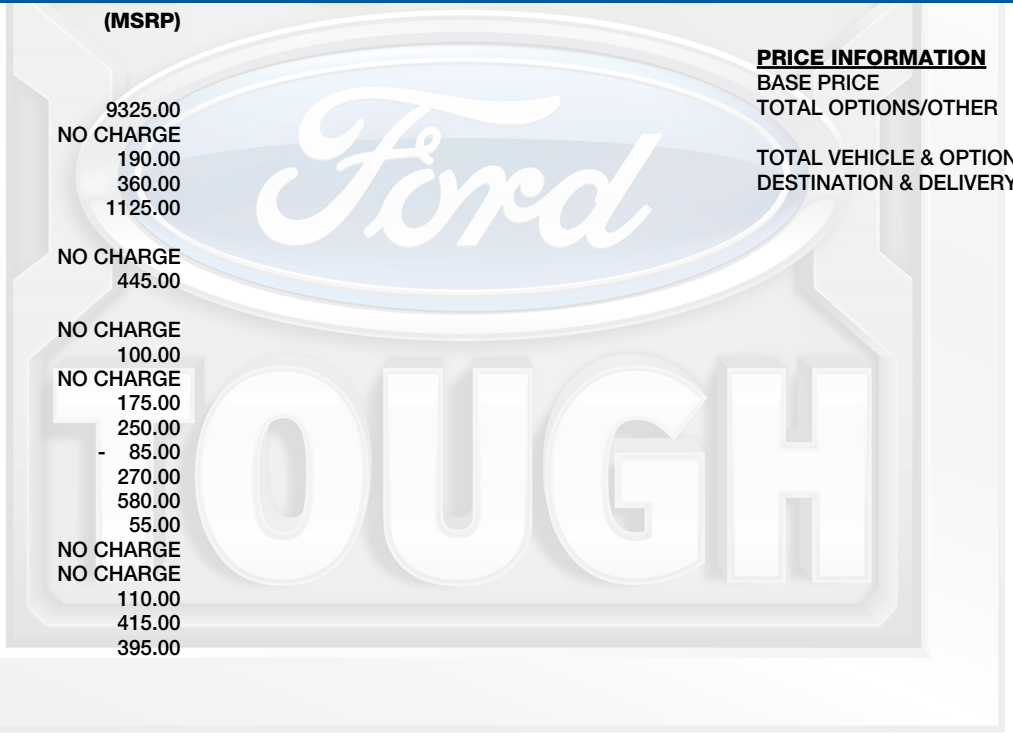 (MSRP)
9325.00
NO CHARGE
190.00
360.00
1125.00
NO CHARGE
445.00
NO CHARGE
100.00
NO CHARGE
175.00
250.00
- 85.00
270.00
580.00
55.00
NO CHARGE
NO CHARGE
110.00
415.00
395.00
PRICE INFORMATION
BASE PRICE
TOTAL OPTIONS/OTHER
TOTAL VEHICLE & OPTION
DESTINATION & DELIVERY
Ford
TOUGH